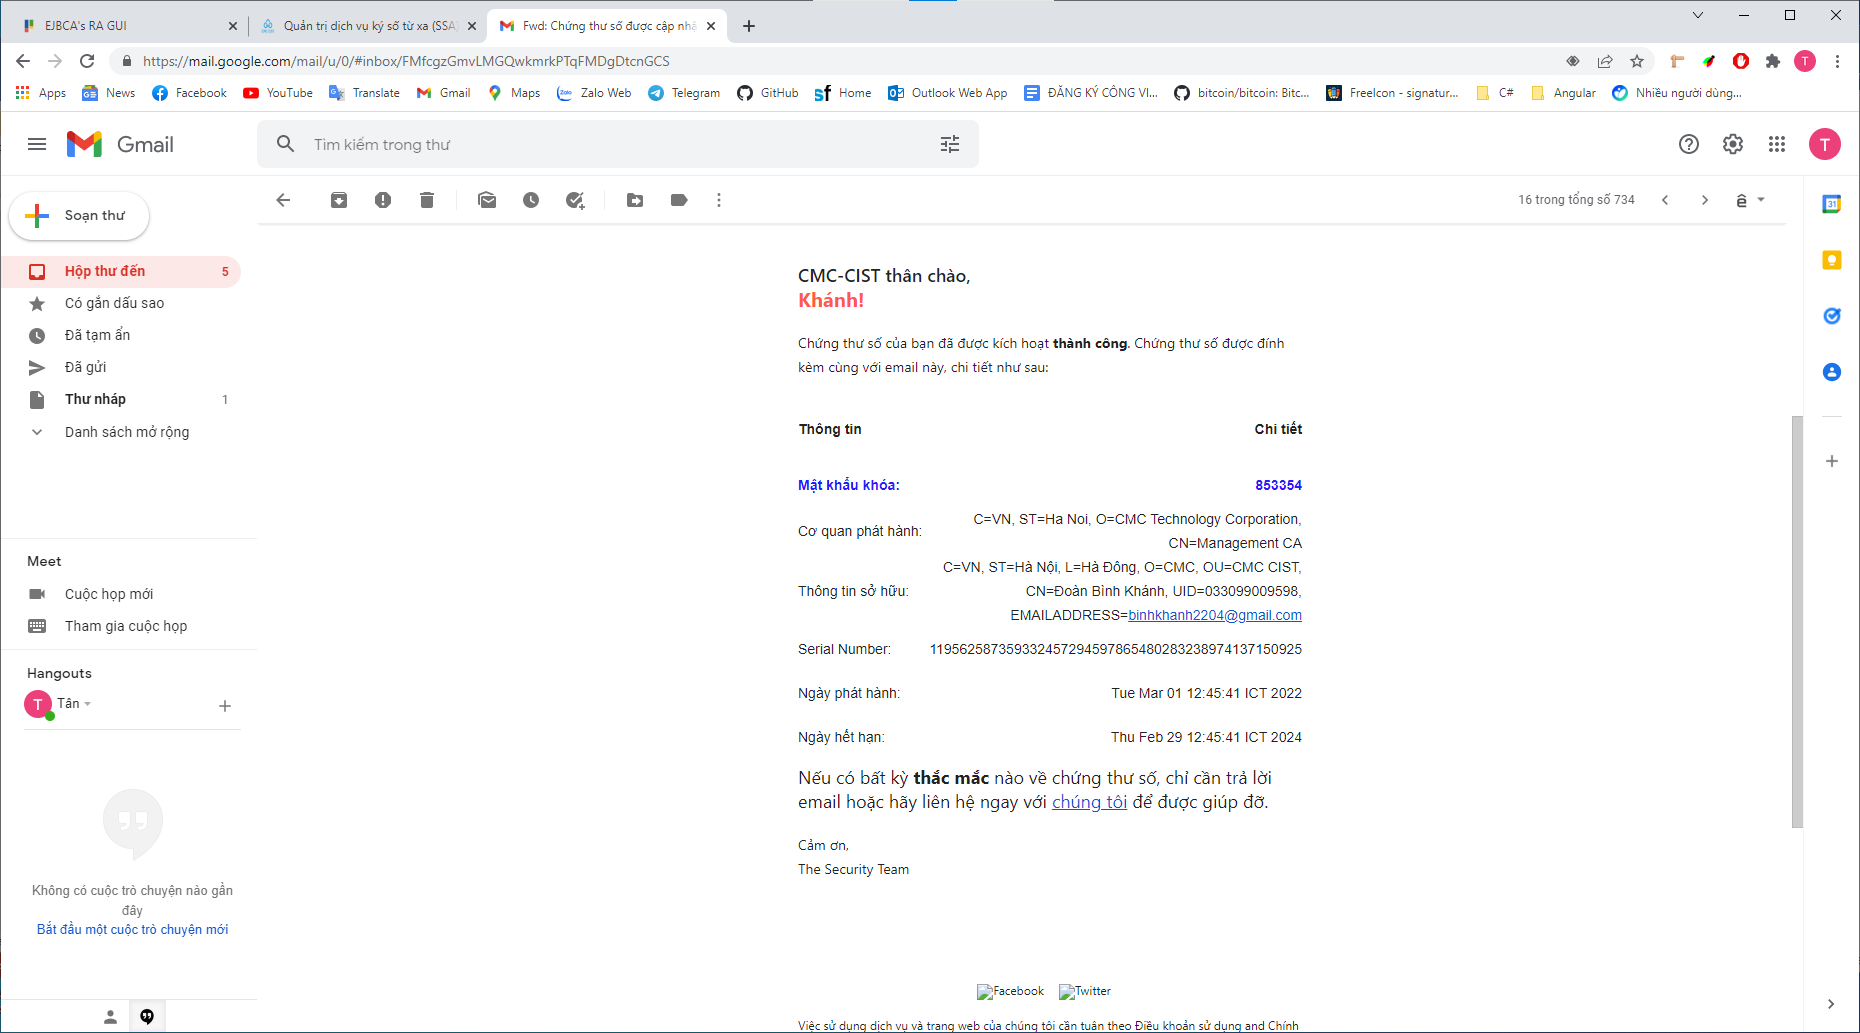 EJBCA's RA GUI
Quản trị dịch vụ ký số từ xa (SSA)
Fwd: Chứng thư số được cập nhậ
https://mail.google.com/mail/u/0/#inbox/FMfcgzGmvLMGQwkmrkPTqFMDgDtcnGCS
T
Apps
News
Facebook
YouTube
Translate
Gmail
Maps
Zalo Web
Telegram
GitHub
Home
Outlook Web App
ĐĂNG KÝ CÔNG VI...
bitcoin/bitcoin: Bitc...
FreeIcon - signatur...
C#
Angular
Nhiều người dùng...
Gmail
Tìm kiếm trong thư
T
Soạn thư
16 trong tổng số 734
Hộp thư đến 5
Có gắn dấu sao
Đã tạm ẩn
Đã gửi
Thư nháp 1
Danh sách mở rộng
Meet
Cuộc họp mới
Tham gia cuộc họp
Hangouts
T Tân
Không có cuộc trò chuyện nào gần
đây
Bắt đầu một cuộc trò chuyện mới
CMC-CIST thân chào,
Khánh!
Chứng thư số của bạn đã được kích hoạt thành công. Chứng thư số được đính
kèm cùng với email này, chi tiết như sau:
Thông tin Chi tiết
Mật khẩu khóa: 853354
Cơ quan phát hành: C=VN, ST=Ha Noi, O=CMC Technology Corporation,
CN=Management CA
Thông tin sở hữu: C=VN, ST=Hà Nội, L=Hà Đông, O=CMC, OU=CMC CIST,
CN=Đoàn Bình Khánh, UID=033099009598,
EMAILADDRESS=binhkhanh2204@gmail.com
Serial Number: 119562587359332457294597865480283238974137150925
Ngày phát hành: Tue Mar 01 12:45:41 ICT 2022
Ngày hết hạn: Thu Feb 29 12:45:41 ICT 2024
Nếu có bất kỳ thắc mắc nào về chứng thư số, chỉ cần trả lời
email hoặc hãy liên hệ ngay với chúng tôi để được giúp đỡ.
Cảm ơn,
The Security Team
Facebook Twitter
Việc sử dụng dịch vụ và trang web của chúng tôi cần tuân theo Điều khoản sử dụng and Chính